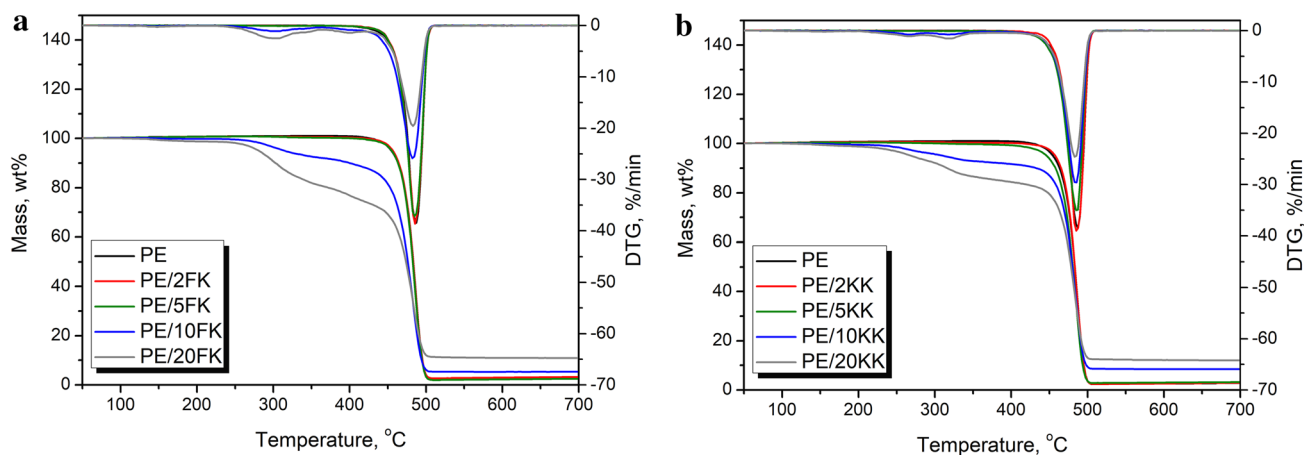 a
Mass, wt%
140
120
100
80
60
40
20
0
0
-10
-20
-30
-40
-50
-60
-70
DTG, %/min
PE
PE/2FK
PE/5FK
PE/10FK
PE/20FK
100 200 300 400 500 600 700
Temperature, °C
b
Mass, wt%
140
120
100
80
60
40
20
0
0
-10
-20
-30
-40
-50
-60
-70
DTG, %/min
PE
PE/2KK
PE/5KK
PE/10KK
PE/20KK
100 200 300 400 500 600 700
Temperature, °C